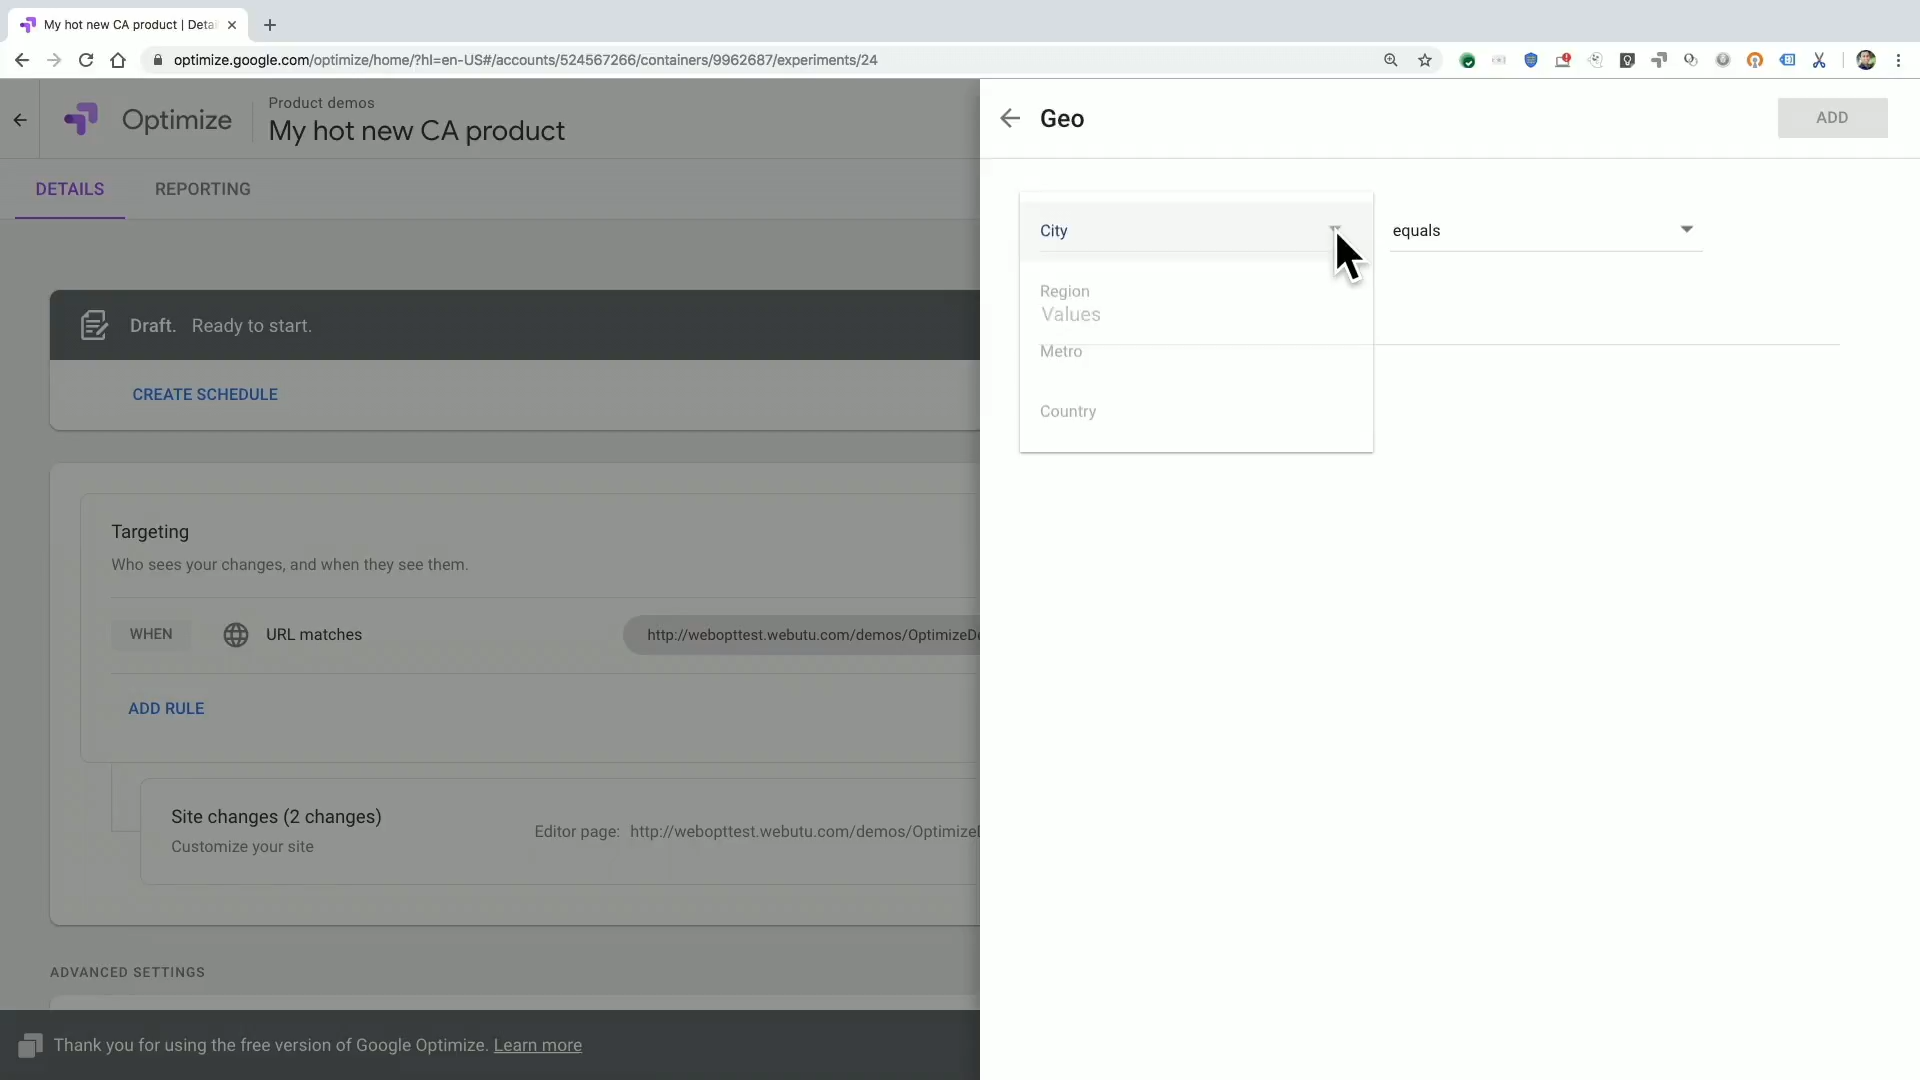 My hot new CA product | Deta
optimize.google.com/optimize/home/?hl=en-US#/accounts/524567266/containers/9962687/experiments/24
Optimize
Product demos
My hot new CA product
DETAILS
REPORTING
Draft. Ready to start.
CREATE SCHEDULE
Targeting
Who sees your changes, and when they see them.
WHEN
URL matches
http://webopttest.webutu.com/demos/OptimizeDe
ADD RULE
Site changes (2 changes)
Customize your site
Editor page: http://webopttest.webutu.com/demos/OptimizeD
ADVANCED SETTINGS
Thank you for using the free version of Google Optimize. Learn more
Geo
ADD
City
equals
Region
Values
Metro
Country